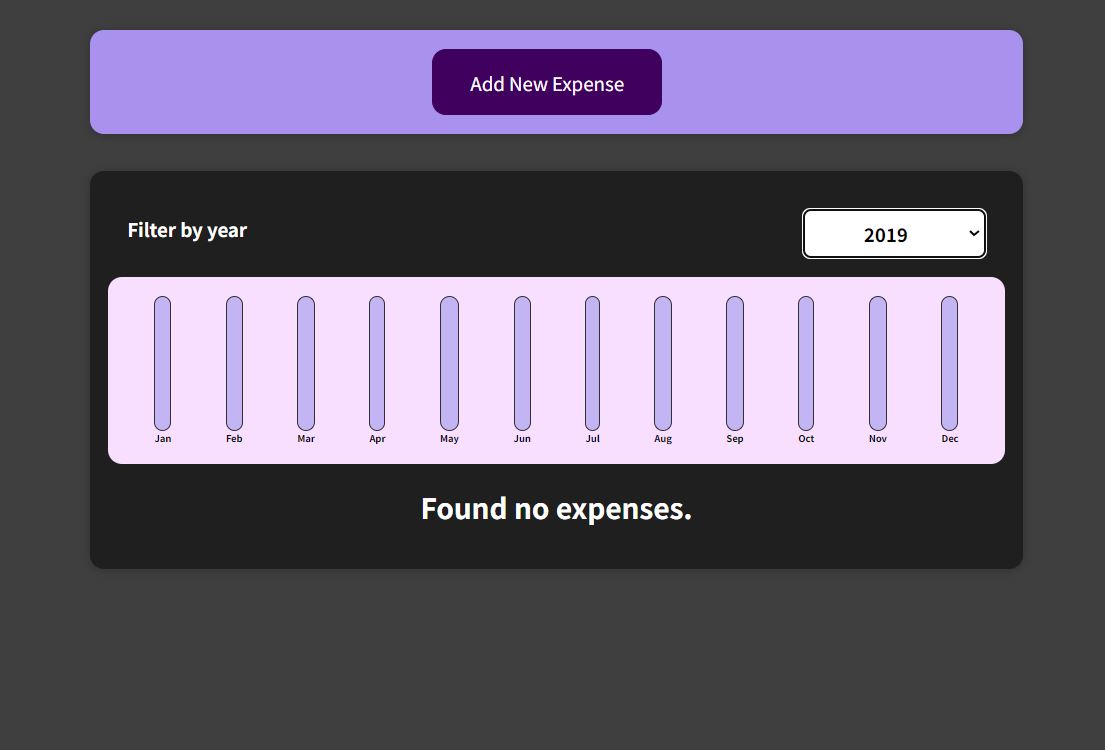 Add New Expense
Filter by year
2019
Jan Feb Mar Apr May Jun Jul Aug Sep Oct Nov Dec
Found no expenses.